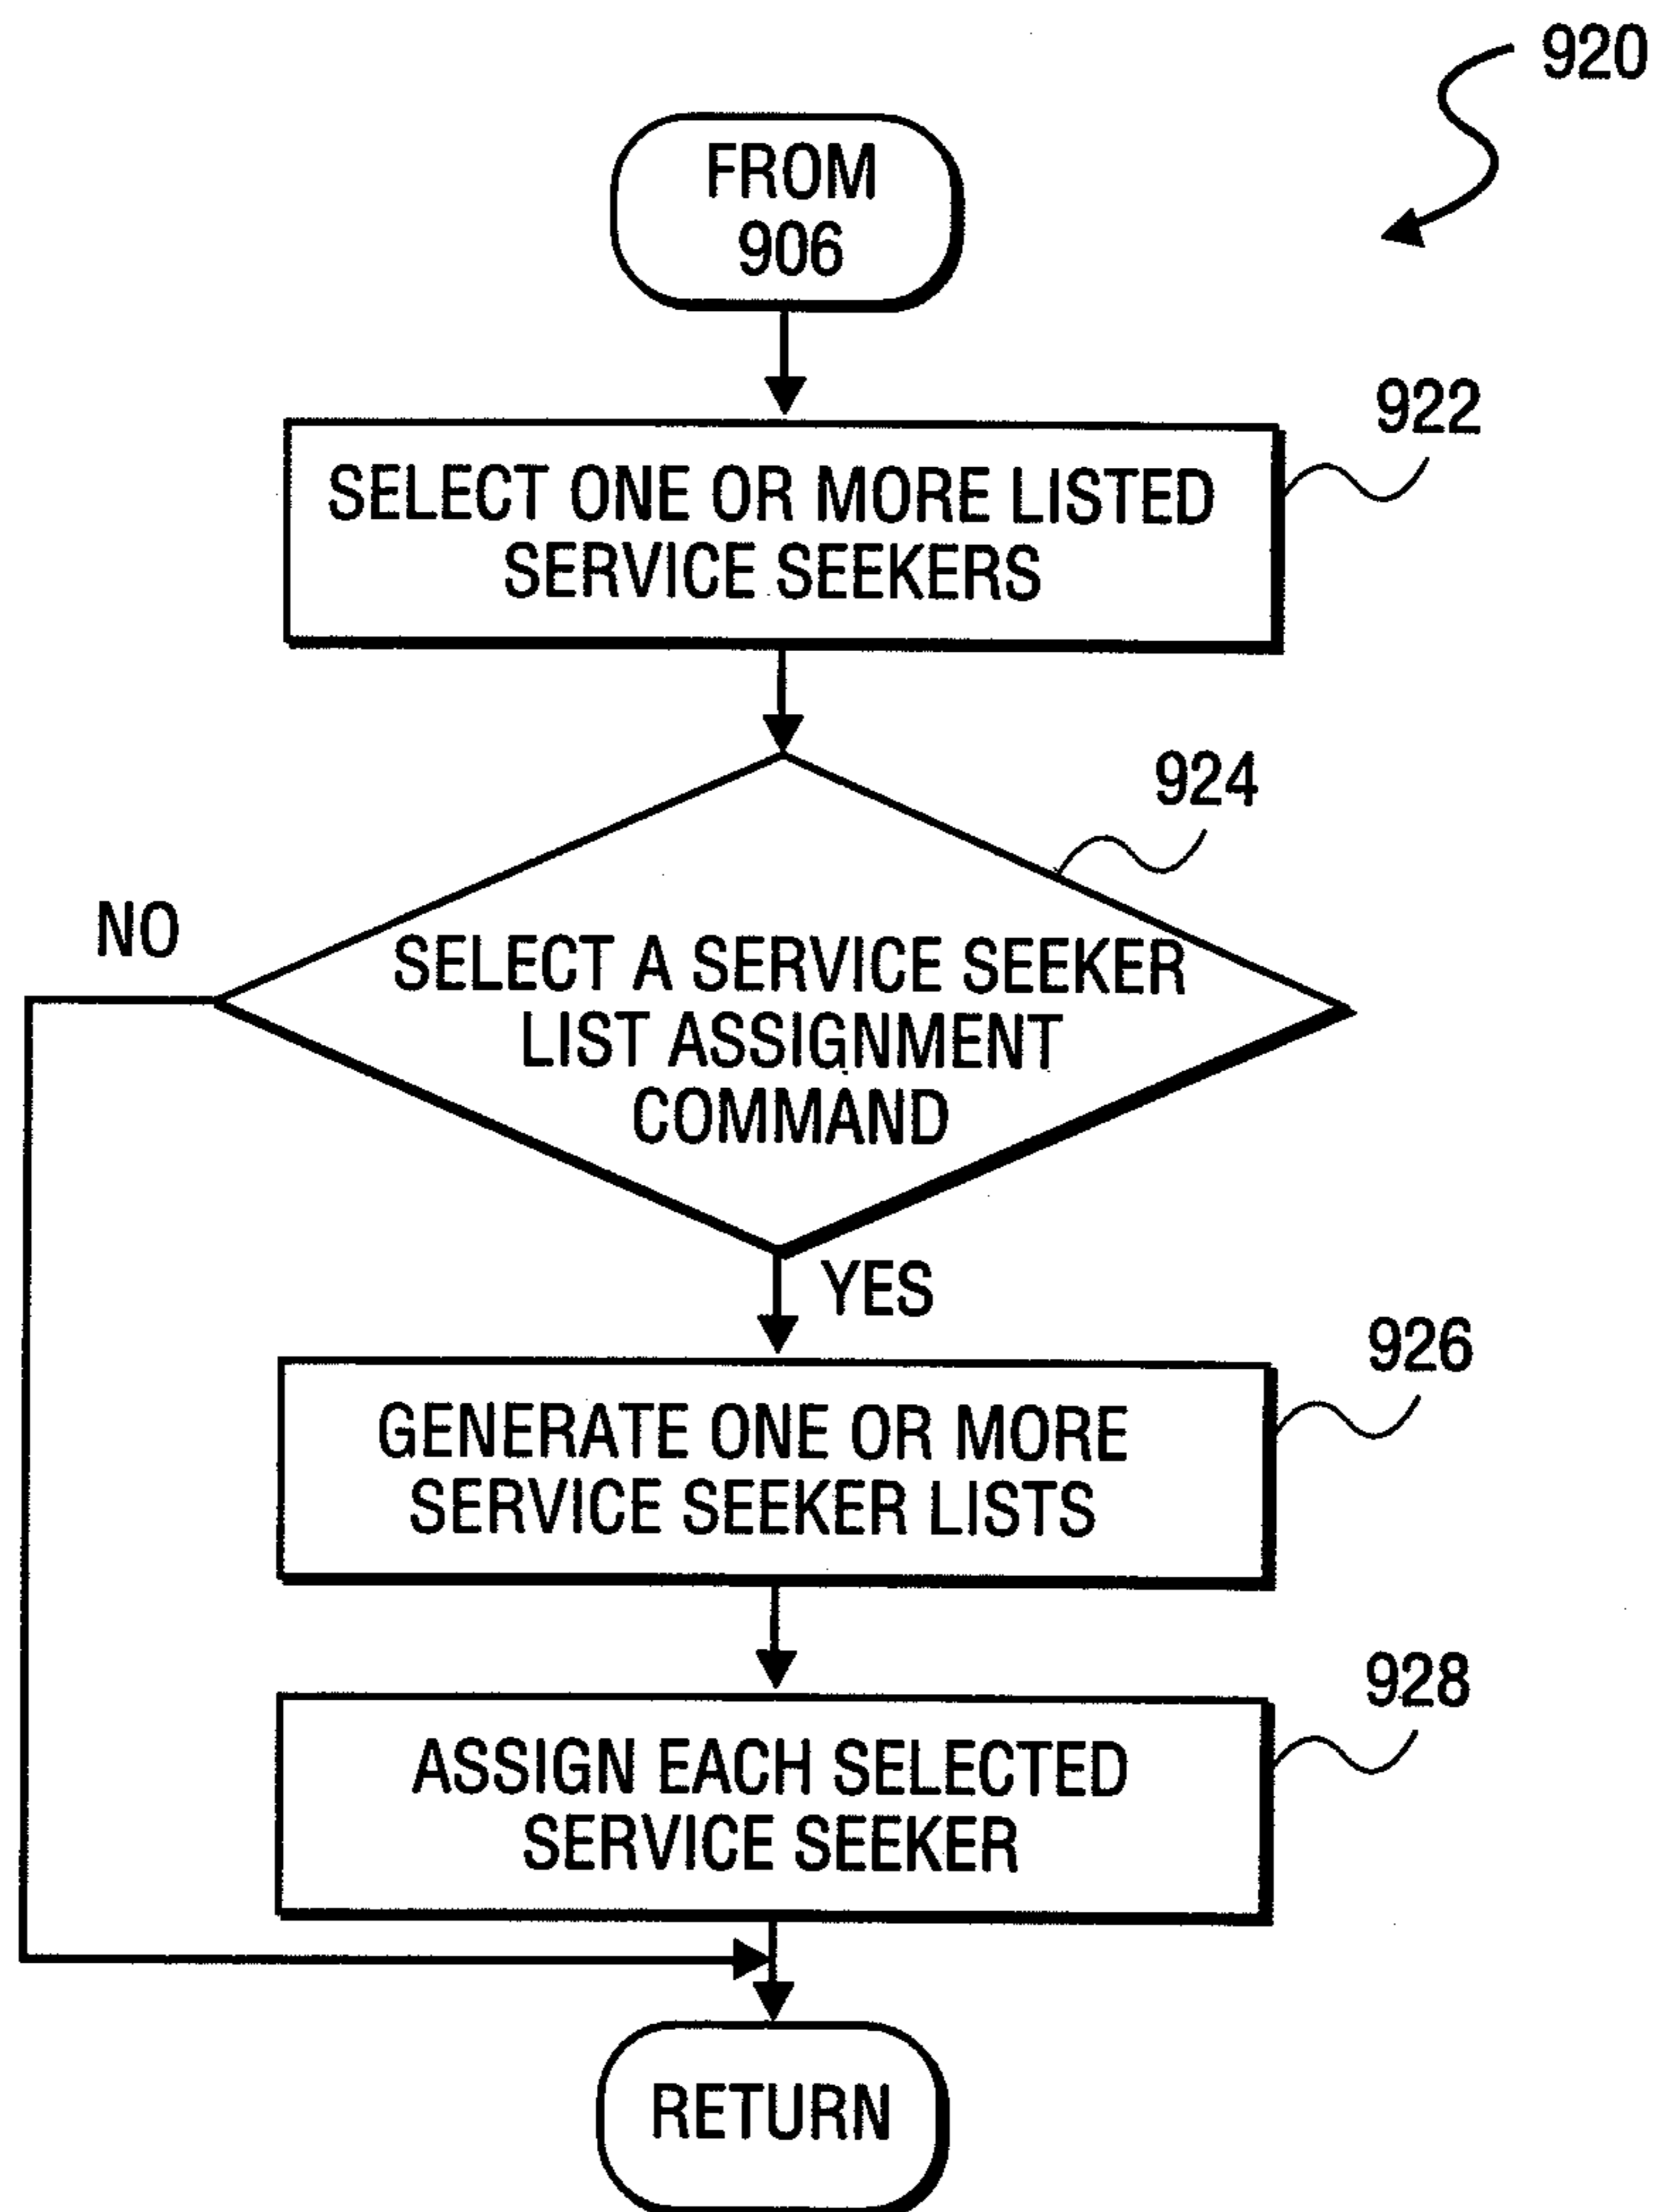 920
FROM
906
922
SELECT ONE OR MORE LISTED
SERVICE SEEKERS
924
NO
SELECT A SERVICE SEEKER
LIST ASSIGNMENT
COMMAND
YES
926
GENERATE ONE OR MORE
SERVICE SEEKER LISTS
928
ASSIGN EACH SELECTED
SERVICE SEEKER
RETURN